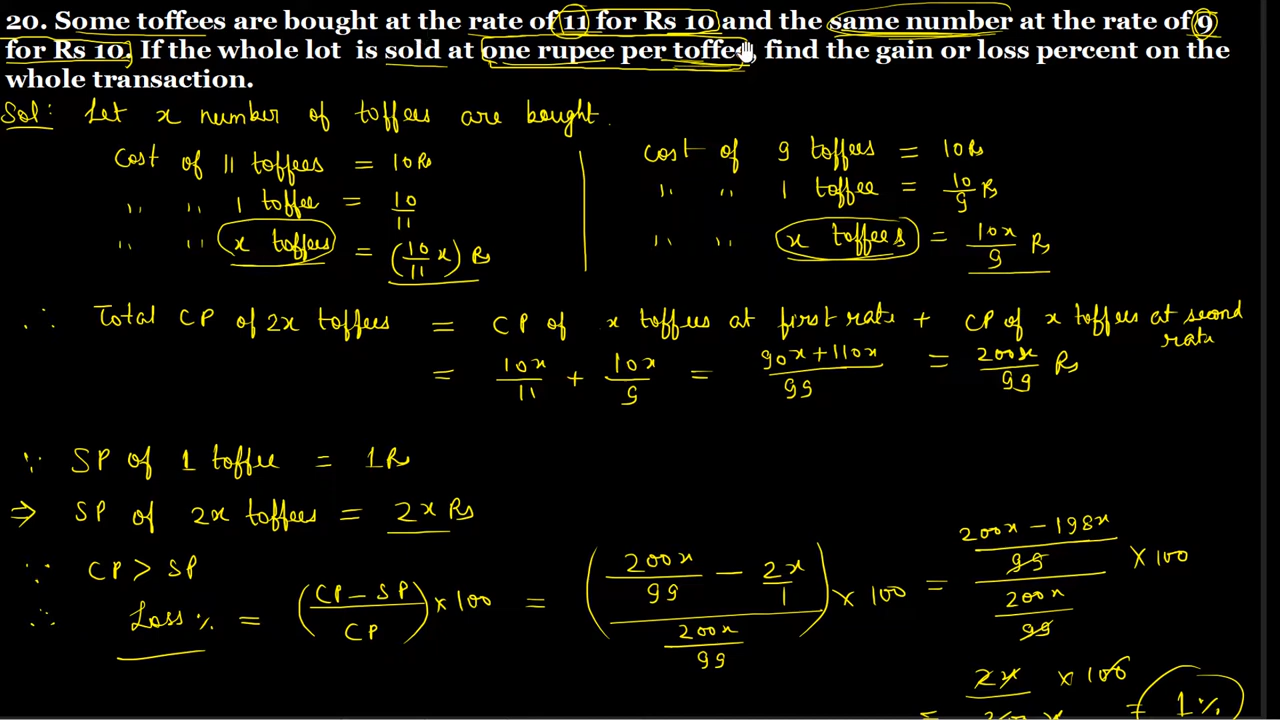 20. Some toffees are bought at the rate of 11 for Rs 10 and the same number at the rate of 9
for Rs 10. If the whole lot is sold at one rupee per toffee, find the gain or loss percent on the
whole transaction.
Sol: Let x number of toffees are bought.
Cost of 11 toffees = 10 Rs
" " 1 toffee = 10/11
" " x toffees = (10/11 x) Rs
Cost of 9 toffees = 10 Rs
" " 1 toffee = 10/9 Rs
" " x toffees = 10x/9 Rs
∴ Total CP of 2x toffees = CP of x toffees at first rate + CP of x toffees at second rate
= 10x/11 + 10x/9 = (90x + 110x)/99 = 200x/99 Rs
∵ SP of 1 toffee = 1 Rs
⇒ SP of 2x toffees = 2x Rs
∵ CP > SP
∴ Loss % = ((CP - SP)/CP) × 100 = ((200x/99 - 2x/1)/(200x/99)) × 100 = ((200x - 198x)/99)/(200x/99) × 100
= 2x/200x × 100 = 1%